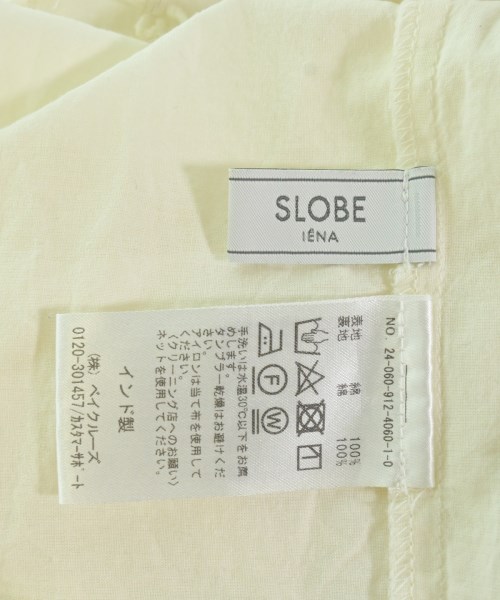 SLOBE
IÉNA
NO. 24-060-912-4060-1-0
表地 綿 100%
裏地 綿 100%
F
W
手洗いは水温30℃以下をお薦
めします。
タンブラー乾燥はお避けくだ
さい。
アイロンは当て布を使用して
ください。
〈クリーニング店へのお願い〉
ネットを使用してください。
インド製
(株) ベイクルーズ
0120-301457/カスタマーサポート